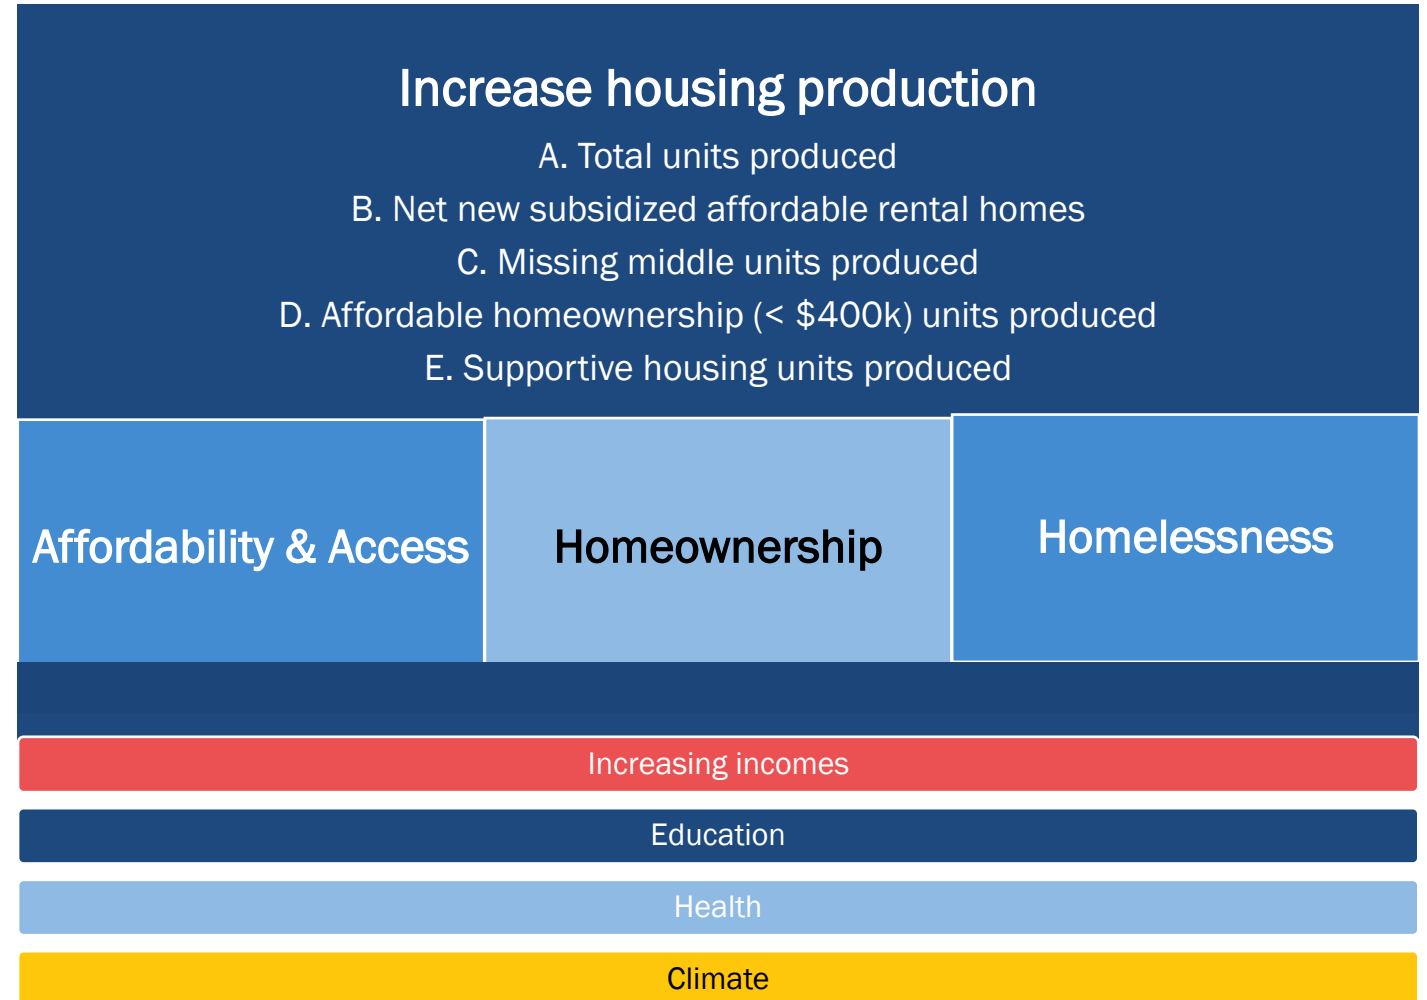 Increase housing production
A. Total units produced
B. Net new subsidized affordable rental homes
C. Missing middle units produced
D. Affordable homeownership (< $400k) units produced
E. Supportive housing units produced
Affordability & Access
Homeownership
Homelessness
Increasing incomes
Education
Health
Climate